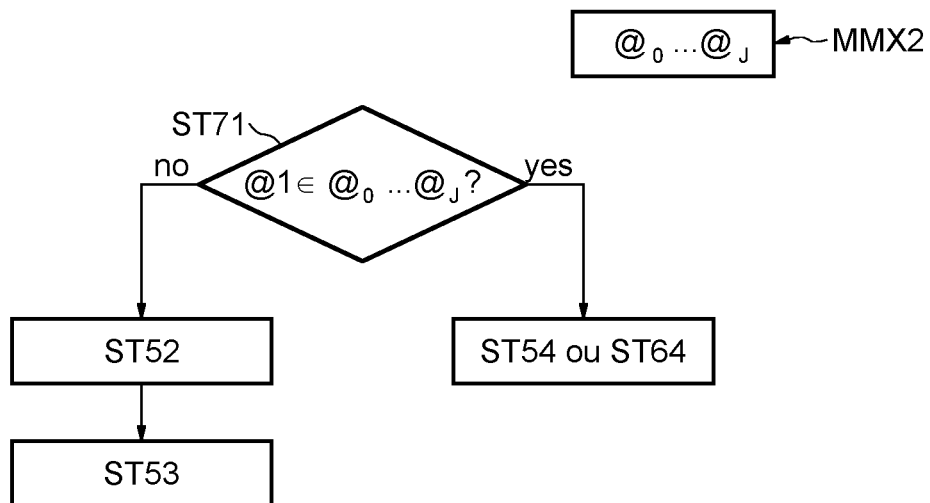 @₀ ...@ⱼ
MMX2
ST71
no
yes
@1∈ @₀ ...@ⱼ ?
ST52
ST54 ou ST64
ST53